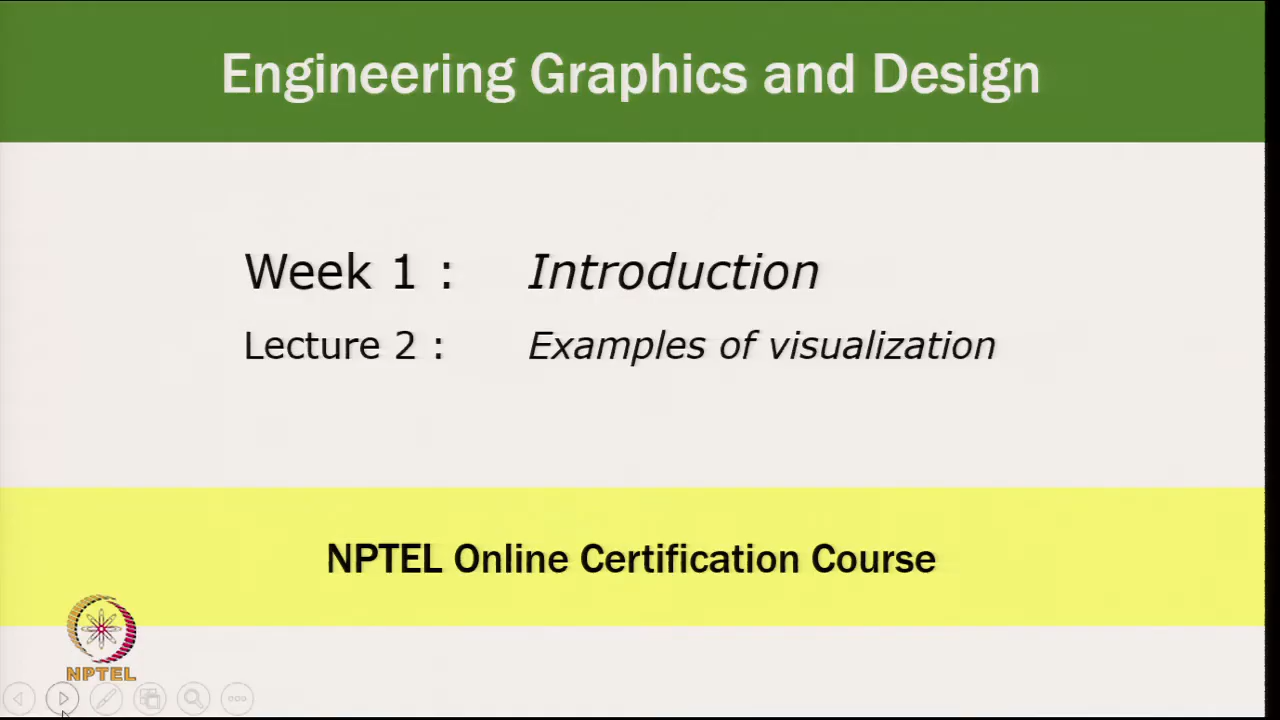 Engineering Graphics and Design
Week 1 : Introduction
Lecture 2 : Examples of visualization
NPTEL Online Certification Course
NPTEL